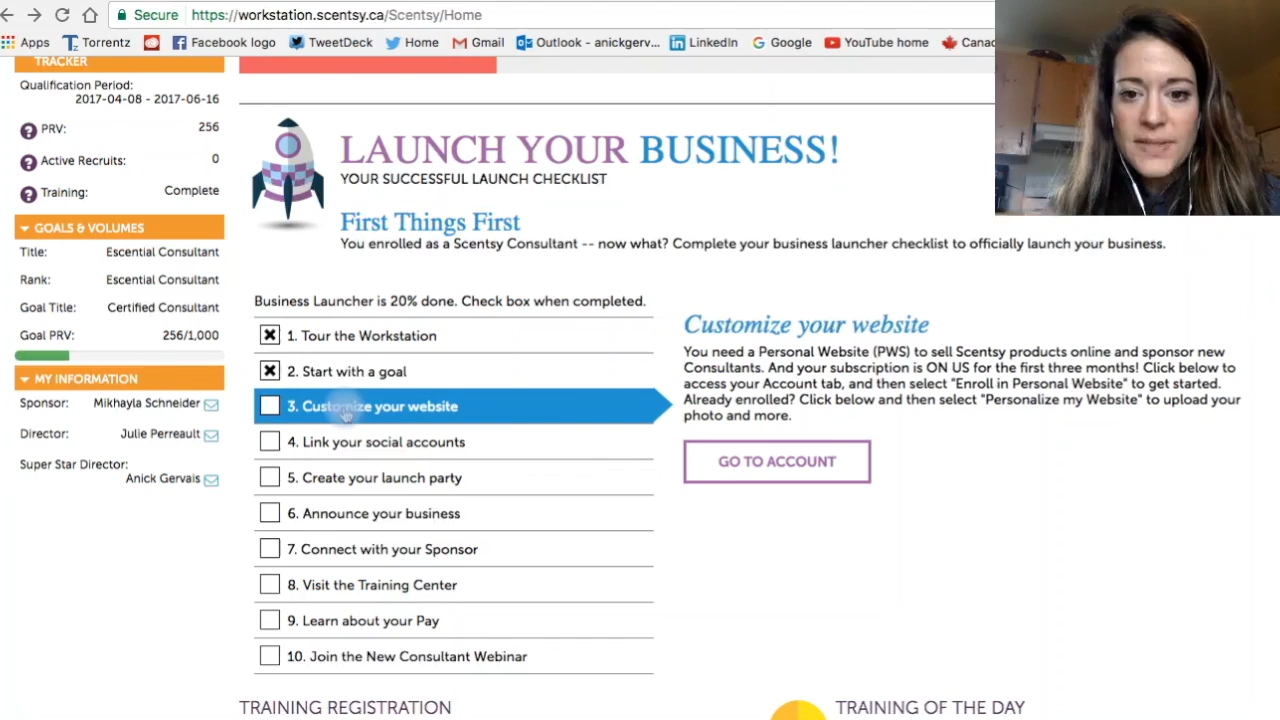 Secure https://workstation.scentsy.ca/Scentsy/Home
Apps Torrentz Facebook logo TweetDeck Home Gmail Outlook - anickgerv... LinkedIn Google YouTube home Canac
TRACKER
Qualification Period:
2017-04-08 - 2017-06-16
PRV: 256
Active Recruits: 0
Training: Complete
GOALS & VOLUMES
Title: Escential Consultant
Rank: Escential Consultant
Goal Title: Certified Consultant
Goal PRV: 256/1,000
MY INFORMATION
Sponsor: Mikhayla Schneider
Director: Julie Perreault
Super Star Director:
Anick Gervais
LAUNCH YOUR BUSINESS!
YOUR SUCCESSFUL LAUNCH CHECKLIST
First Things First
You enrolled as a Scentsy Consultant -- now what? Complete your business launcher checklist to officially launch your business.
Business Launcher is 20% done. Check box when completed.
1. Tour the Workstation
2. Start with a goal
3. Customize your website
4. Link your social accounts
5. Create your launch party
6. Announce your business
7. Connect with your Sponsor
8. Visit the Training Center
9. Learn about your Pay
10. Join the New Consultant Webinar
Customize your website
You need a Personal Website (PWS) to sell Scentsy products online and sponsor new
Consultants. And your subscription is ON US for the first three months! Click below to
access your Account tab, and then select "Enroll in Personal Website" to get started.
Already enrolled? Click below and then select "Personalize my Website" to upload your
photo and more.
GO TO ACCOUNT
TRAINING REGISTRATION
TRAINING OF THE DAY